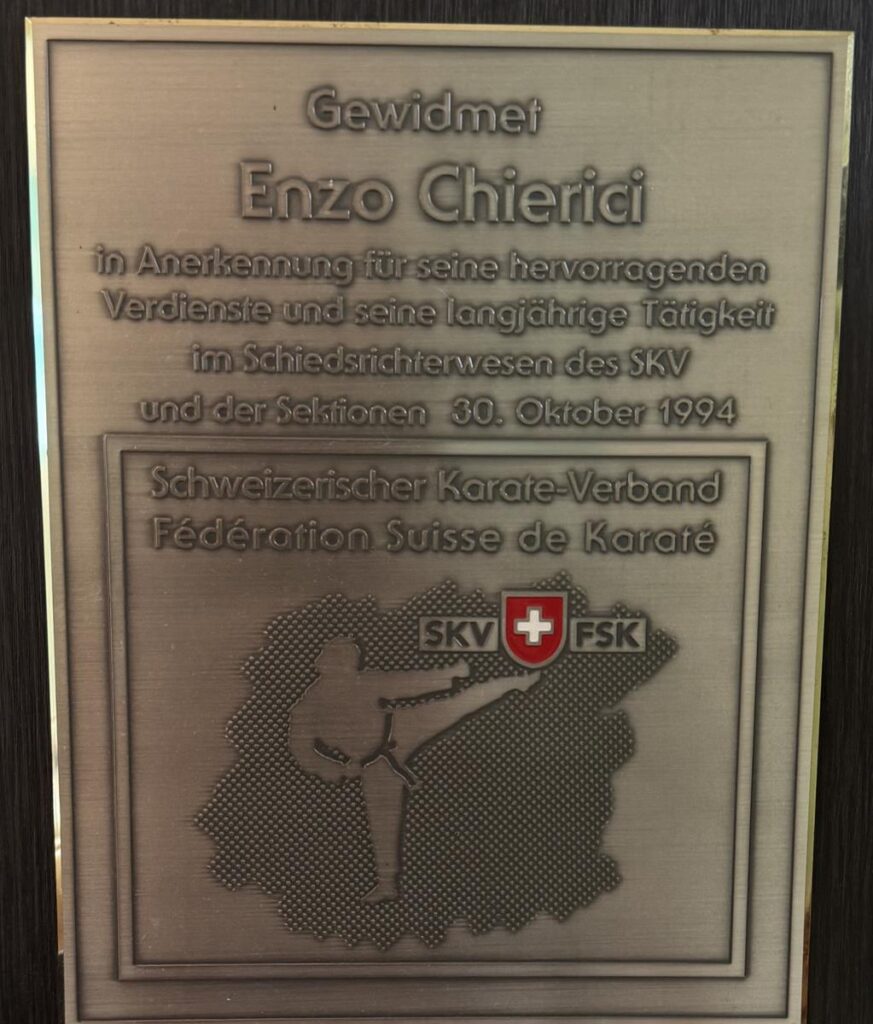 Gewidmet
Enzo Chierici
in Anerkennung für seine hervorragenden
Verdienste und seine langjährige Tätigkeit
im Schiedsrichterwesen des SKV
und der Sektionen 30. Oktober 1994
Schweizerischer Karate-Verband
Fédération Suisse de Karaté
SKV FSK